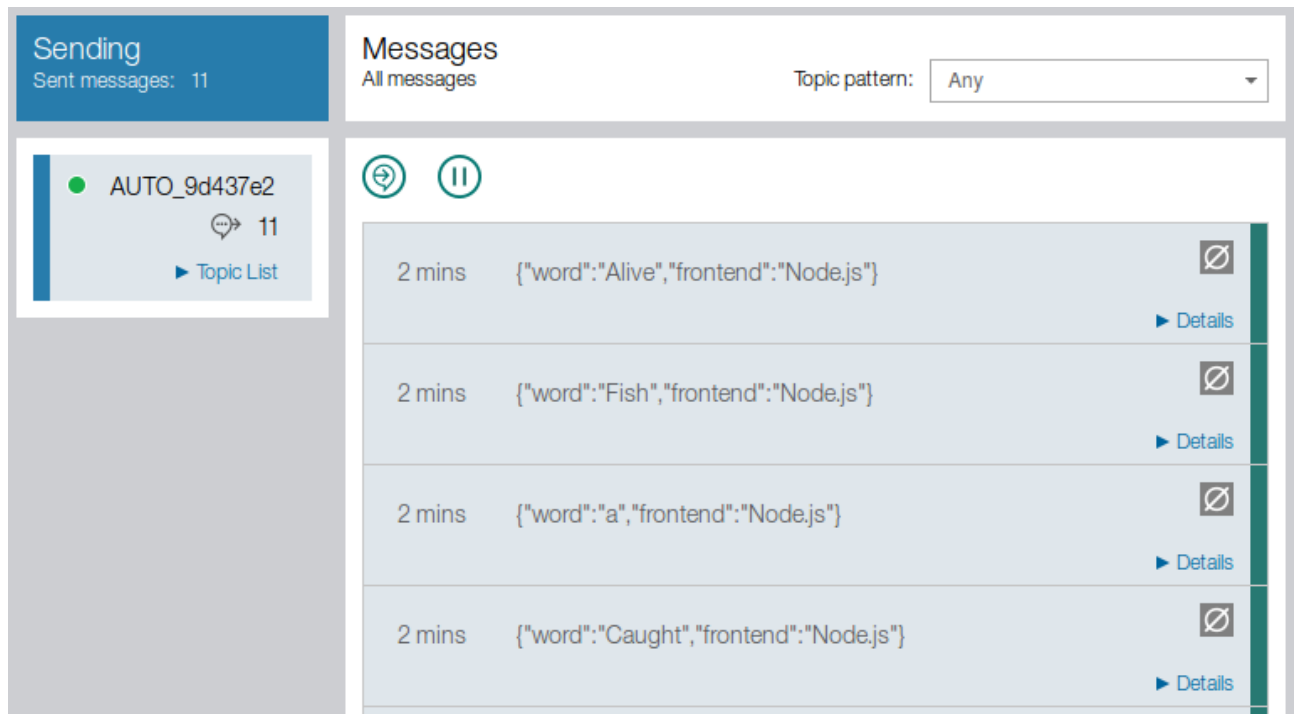 Sending
Sent messages: 11
Messages
All messages
Topic pattern: Any
AUTO_9d437e2
11
Topic List
2 mins {"word":"Alive","frontend":"Node.js"}
Details
2 mins {"word":"Fish","frontend":"Node.js"}
Details
2 mins {"word":"a","frontend":"Node.js"}
Details
2 mins {"word":"Caught","frontend":"Node.js"}
Details